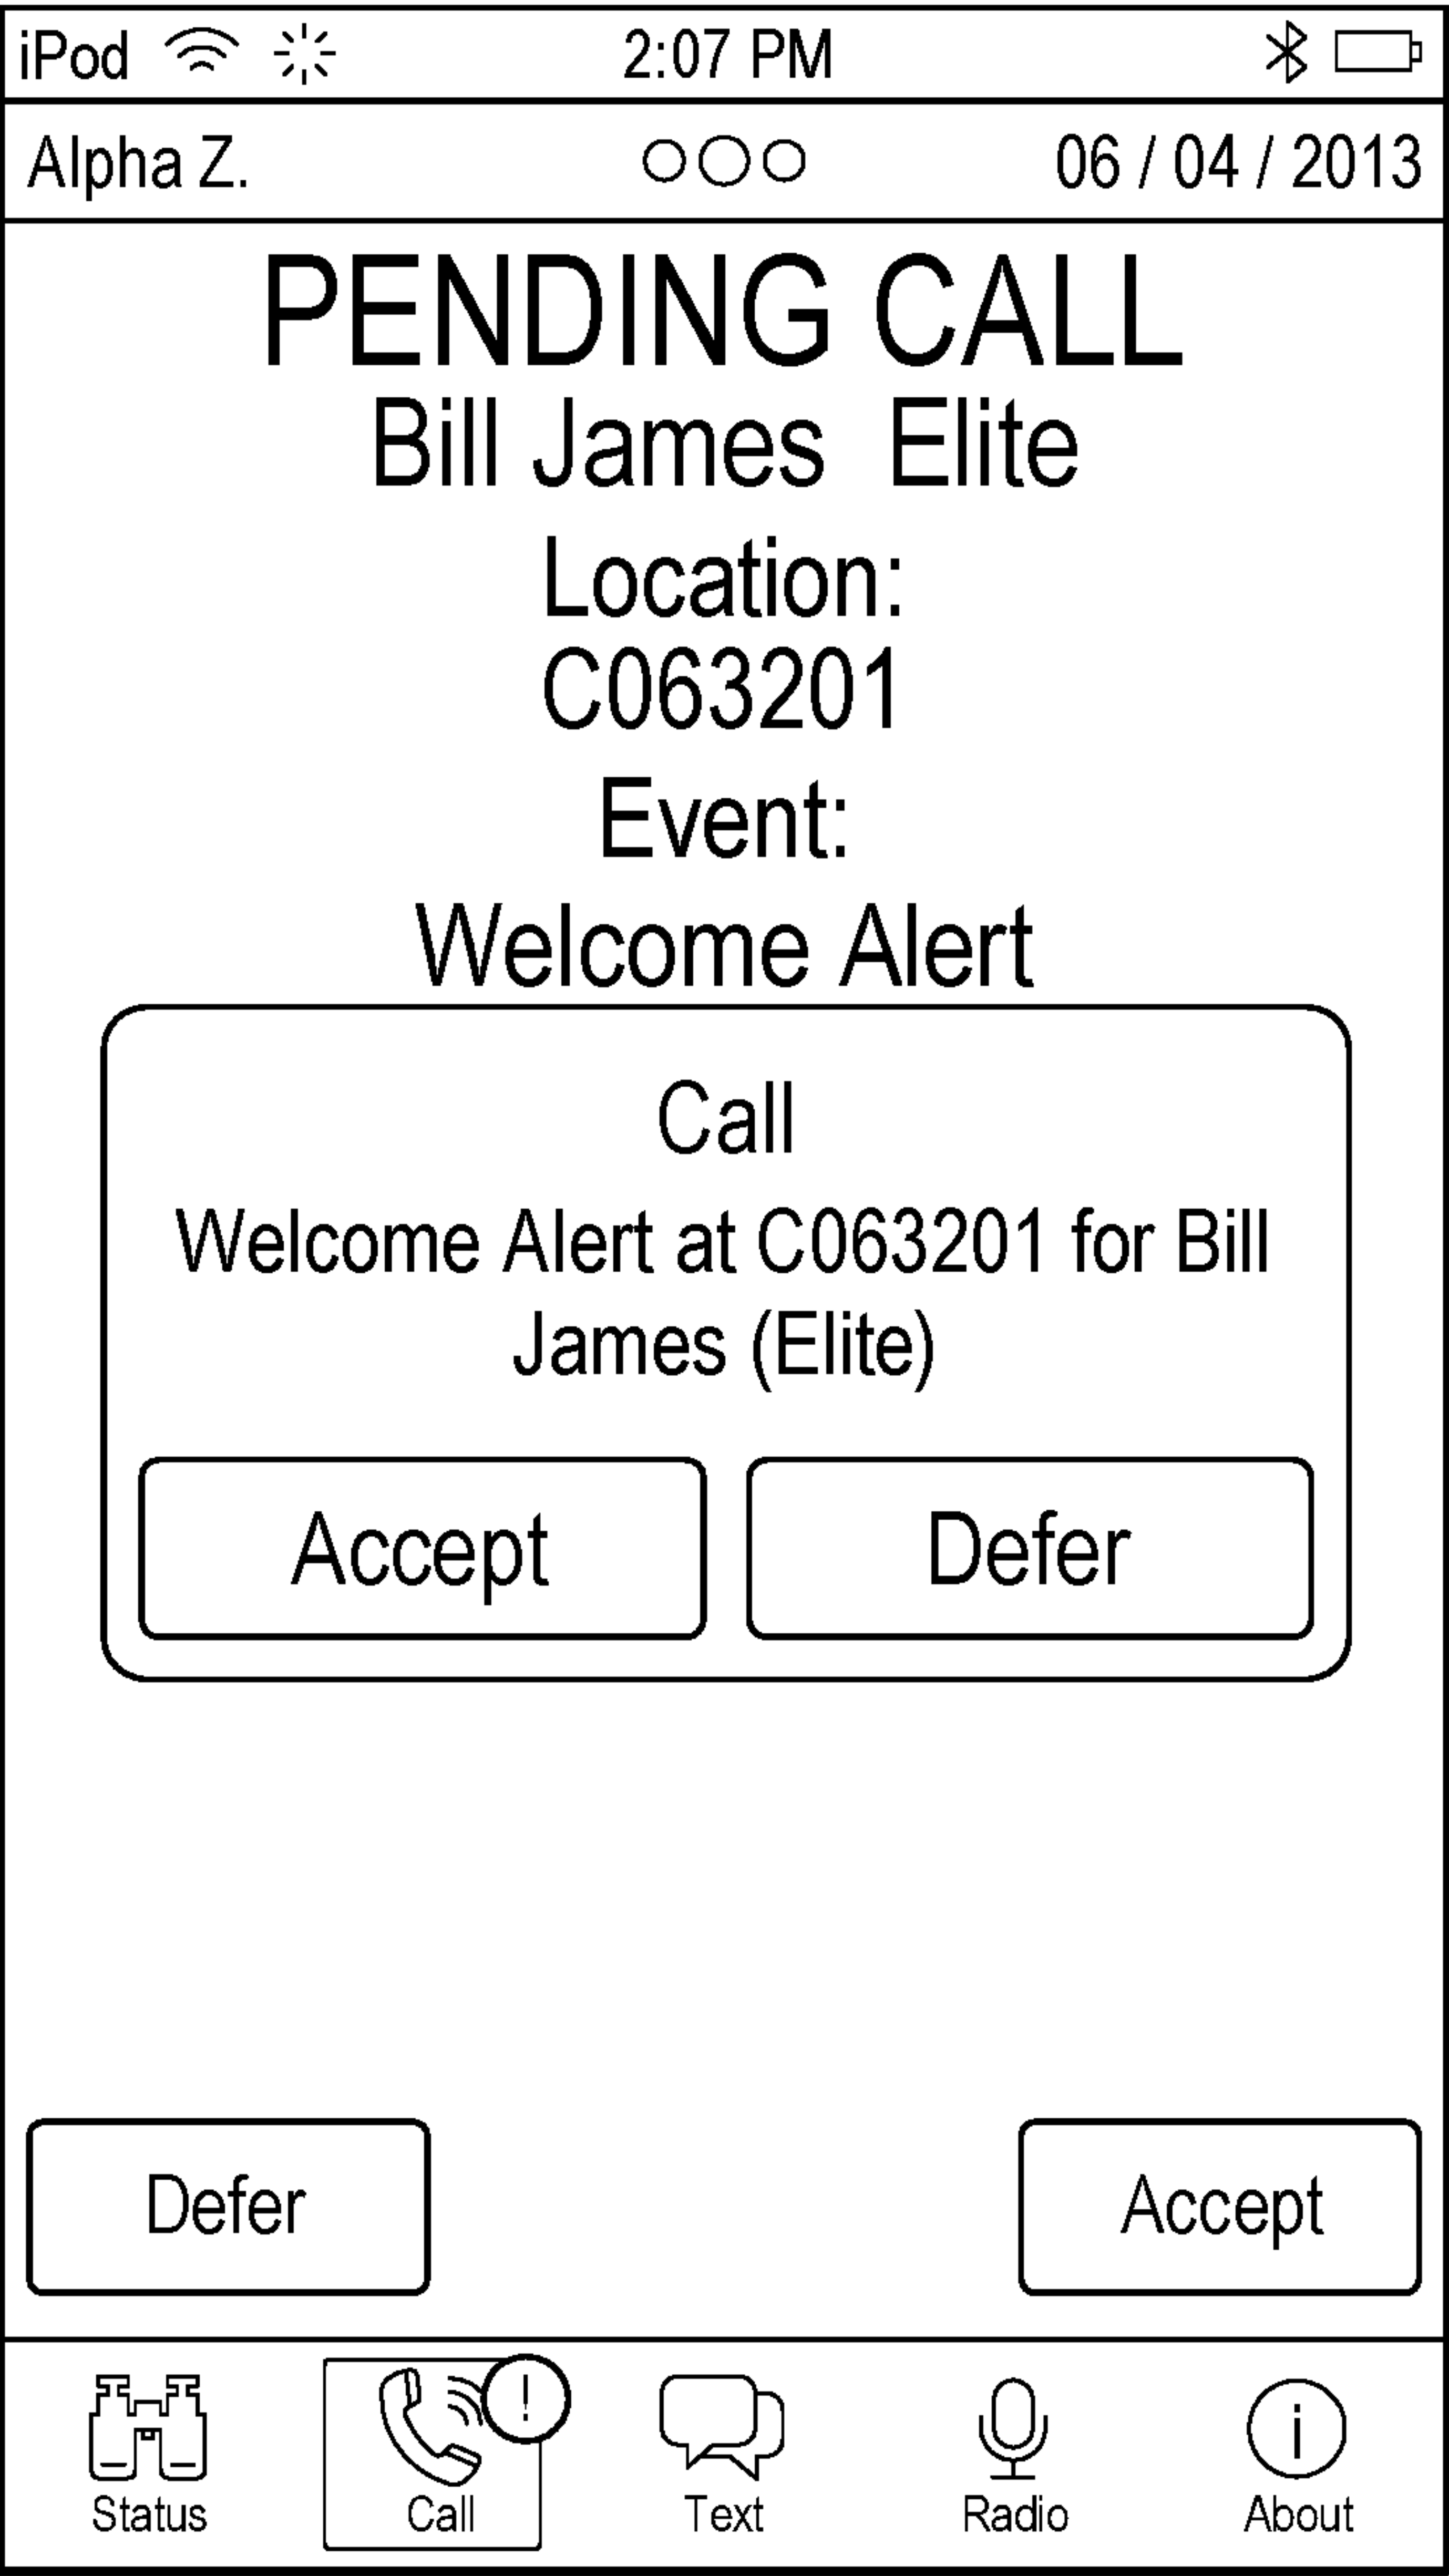 iPod 2:07 PM
Alpha Z. 06 / 04 / 2013
PENDING CALL
Bill James Elite
Location:
C063201
Event:
Welcome Alert
Call
Welcome Alert at C063201 for Bill
James (Elite)
Accept Defer
Defer Accept
!
i
Status Call Text Radio About